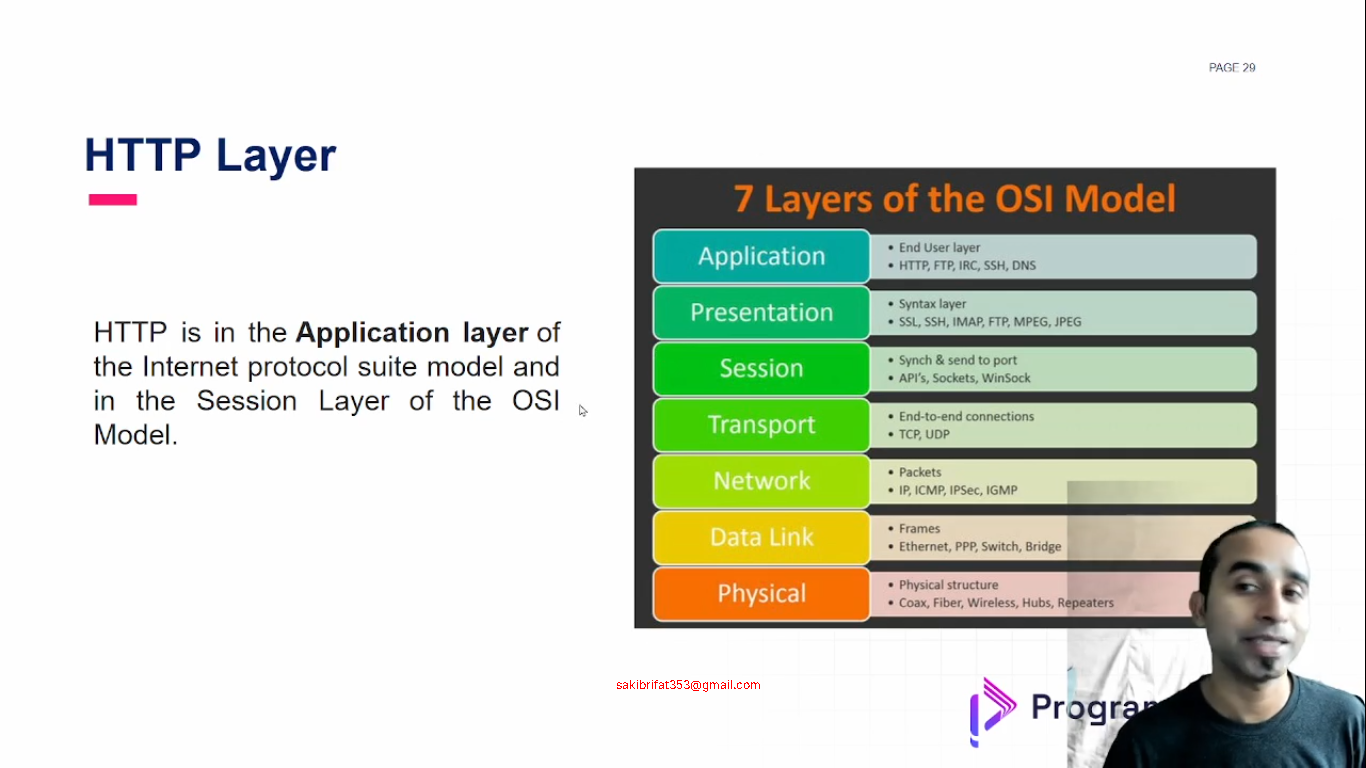 PAGE 29
HTTP Layer
HTTP is in the Application layer of
the Internet protocol suite model and
in the Session Layer of the OSI
Model.
7 Layers of the OSI Model
Application
• End User layer
• HTTP, FTP, IRC, SSH, DNS
Presentation
• Syntax layer
• SSL, SSH, IMAP, FTP, MPEG, JPEG
Session
• Synch & send to port
• API's, Sockets, WinSock
Transport
• End-to-end connections
• TCP, UDP
Network
• Packets
• IP, ICMP, IPSec, IGMP
Data Link
• Frames
• Ethernet, PPP, Switch, Bridge
Physical
• Physical structure
• Coax, Fiber, Wireless, Hubs, Repeaters
sakibrifat353@gmail.com